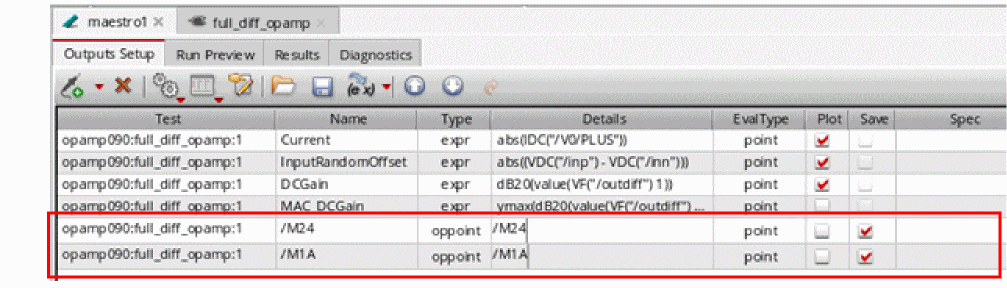 maestro1 full_diff_opamp
Outputs Setup Run Preview Results Diagnostics
(e x)
Test Name Type Details EvalType Plot Save Spec
opamp090:full_diff_opamp:1 Current expr abs(IDC("/V0/PLUS")) point
opamp090:full_diff_opamp:1 InputRandomOffset expr abs((VDC("/inp") - VDC("/inn"))) point
opamp090:full_diff_opamp:1 DCGain expr dB20(value(VF("/outdiff") 1)) point
opamp090:full_diff_opamp:1 MAC_DCGain expr ymax(dB20(value(VF("/outdiff") ... point
opamp090:full_diff_opamp:1 /M24 oppoint /M24 point
opamp090:full_diff_opamp:1 /M1A oppoint /M1A point